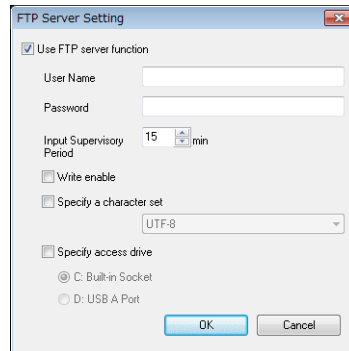 FTP Server Setting
Use FTP server function
User Name
Password
Input Supervisory
Period
15
min
Write enable
Specify a character set
UTF-8
Specify access drive
C: Built-in Socket
D: USB A Port
OK
Cancel